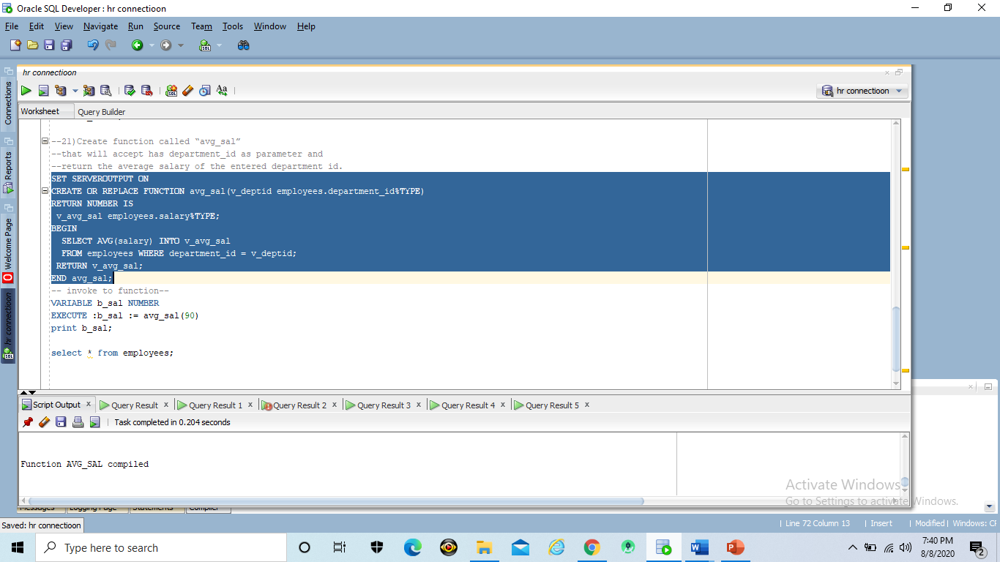 Oracle SQL Developer : hr connectioon
File Edit View Navigate Run Source Team Tools Window Help
hr connectioon
hr connectioon
Worksheet Query Builder
Connections
Reports
Welcome Page
hr connectioon
--21)Create function called “avg_sal”
--that will accept has department_id as parameter and
--return the average salary of the entered department id.
SET SERVEROUTPUT ON
CREATE OR REPLACE FUNCTION avg_sal(v_deptid employees.department_id%TYPE)
RETURN NUMBER IS
v_avg_sal employees.salary%TYPE;
BEGIN
SELECT AVG(salary) INTO v_avg_sal
FROM employees WHERE department_id = v_deptid;
RETURN v_avg_sal;
END avg_sal;
-- invoke to function--
VARIABLE b_sal NUMBER
EXECUTE :b_sal := avg_sal(90)
print b_sal;
select * from employees;
Script Output Query Result Query Result 1 Query Result 2 Query Result 3 Query Result 4 Query Result 5
Task completed in 0.204 seconds
Function AVG_SAL compiled
Activate Windows
Go to Settings to activate Windows.
Messages Logging Page Statements Compiler
Saved: hr connectioon
Line 72 Column 13 Insert Modified Windows: CF
Type here to search
7:40 PM
8/8/2020
2